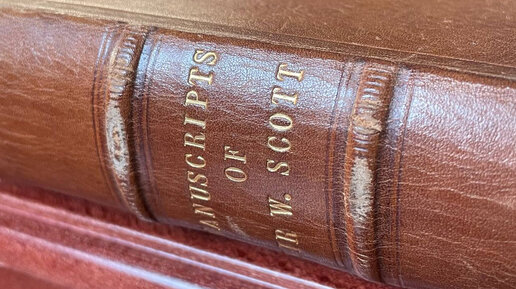 ANUSCRIPTS
OF
R W. SCOTT